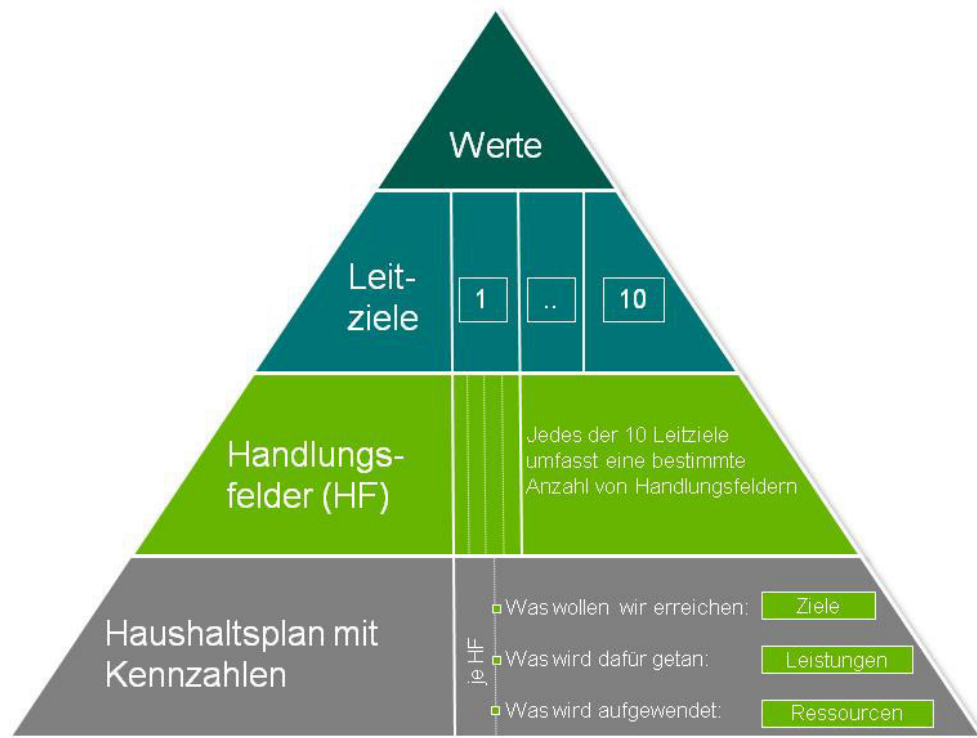 Werte
Leit-
ziele
1
..
10
Handlungs-
felder (HF)
Jedes der 10 Leitziele
umfasst eine bestimmte
Anzahl von Handlungsfeldern
Haushaltsplan mit
Kennzahlen
je HF
Was wollen wir erreichen: Ziele
Was wird dafür getan: Leistungen
Was wird aufgewendet: Ressourcen